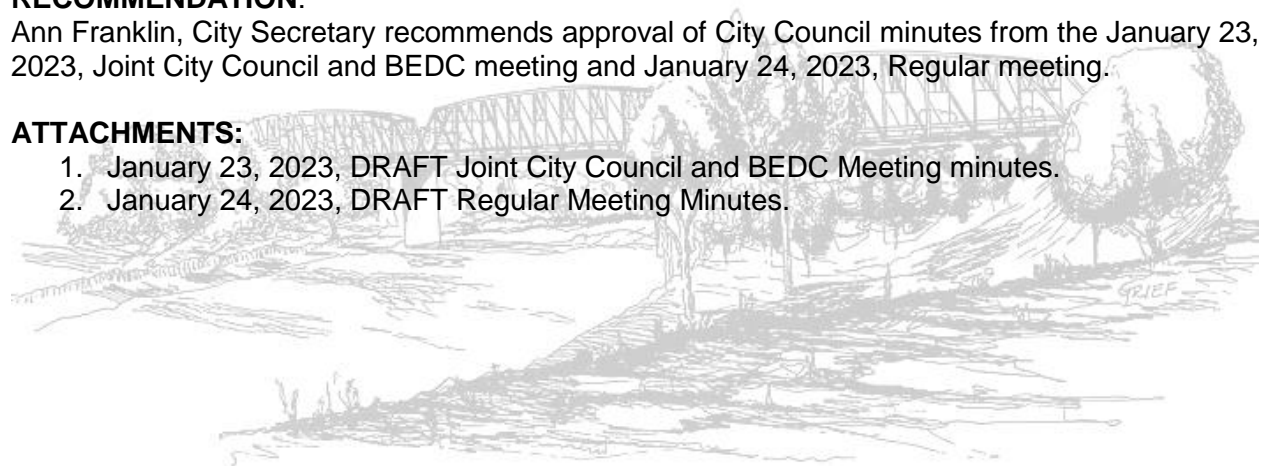 RECOMMENDATION:
Ann Franklin, City Secretary recommends approval of City Council minutes from the January 23,
2023, Joint City Council and BEDC meeting and January 24, 2023, Regular meeting.
ATTACHMENTS:
1. January 23, 2023, DRAFT Joint City Council and BEDC Meeting minutes.
2. January 24, 2023, DRAFT Regular Meeting Minutes.
GRIEF